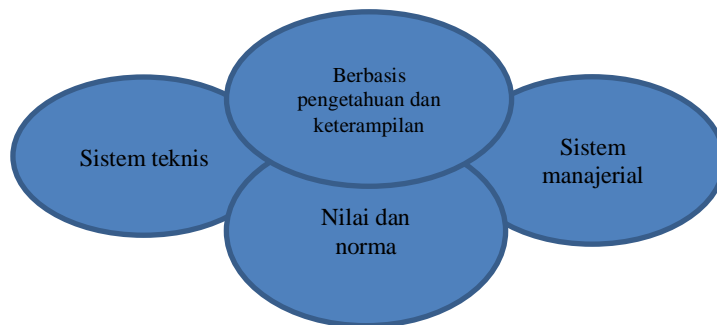 Berbasis
pengetahuan dan
keterampilan
Sistem teknis
Sistem
manajerial
Nilai dan
norma